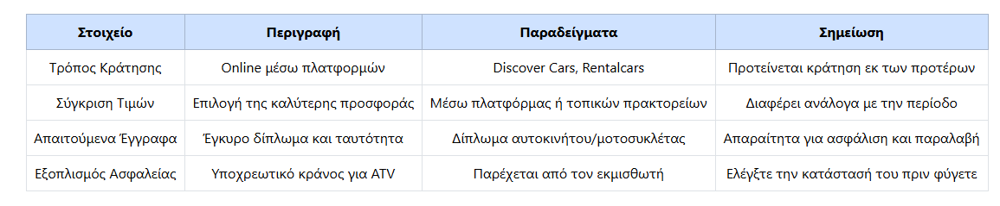 Στοιχείο Περιγραφή Παραδείγματα Σημείωση
Τρόπος Κράτησης Online μέσω πλατφορμών Discover Cars, Rentalcars Προτείνεται κράτηση εκ των προτέρων
Σύγκριση Τιμών Επιλογή της καλύτερης προσφοράς Μέσω πλατφόρμας ή τοπικών πρακτορείων Διαφέρει ανάλογα με την περίοδο
Απαιτούμενα Έγγραφα Έγκυρο δίπλωμα και ταυτότητα Δίπλωμα αυτοκινήτου/μοτοσυκλέτας Απαραίτητα για ασφάλιση και παραλαβή
Εξοπλισμός Ασφαλείας Υποχρεωτικό κράνος για ATV Παρέχεται από τον εκμισθωτή Ελέγξτε την κατάστασή του πριν φύγετε